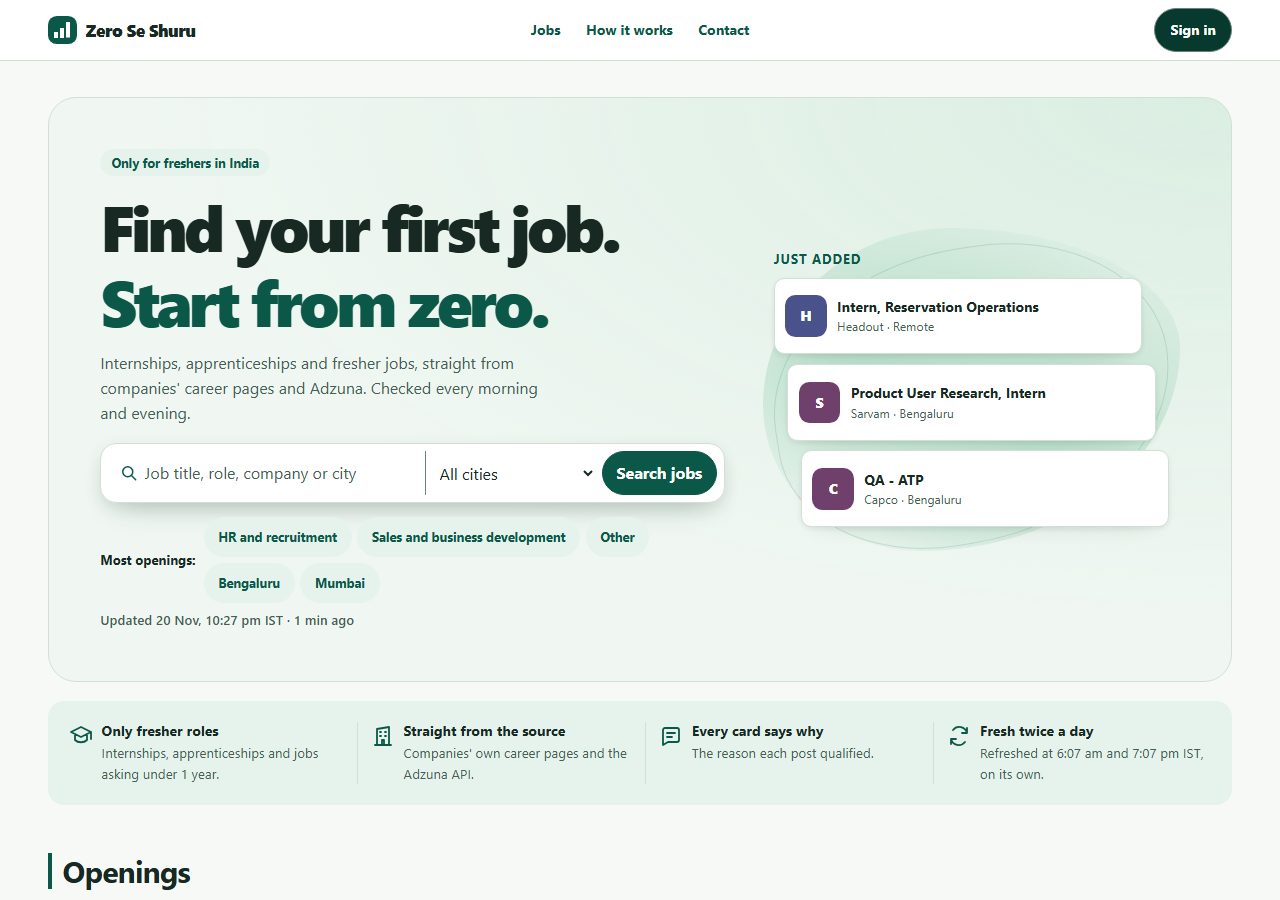 Zero Se Shuru
Jobs
How it works
Contact
Sign in
Only for freshers in India
Find your first job.
Start from zero.
Internships, apprenticeships and fresher jobs, straight from
companies' career pages and Adzuna. Checked every morning
and evening.
Job title, role, company or city
All cities
Search jobs
Most openings:
HR and recruitment
Sales and business development
Other
Bengaluru
Mumbai
Updated 20 Nov, 10:27 pm IST · 1 min ago
JUST ADDED
H
Intern, Reservation Operations
Headout · Remote
S
Product User Research, Intern
Sarvam · Bengaluru
C
QA - ATP
Capco · Bengaluru
Only fresher roles
Internships, apprenticeships and jobs
asking under 1 year.
Straight from the source
Companies' own career pages and the
Adzuna API.
Every card says why
The reason each post qualified.
Fresh twice a day
Refreshed at 6:07 am and 7:07 pm IST,
on its own.
Openings